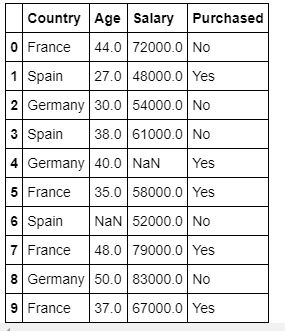 Country Age Salary Purchased
0 France 44.0 72000.0 No
1 Spain 27.0 48000.0 Yes
2 Germany 30.0 54000.0 No
3 Spain 38.0 61000.0 No
4 Germany 40.0 NaN Yes
5 France 35.0 58000.0 Yes
6 Spain NaN 52000.0 No
7 France 48.0 79000.0 Yes
8 Germany 50.0 83000.0 No
9 France 37.0 67000.0 Yes